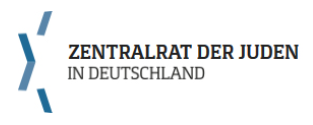 ZENTRALRAT DER JUDEN
IN DEUTSCHLAND